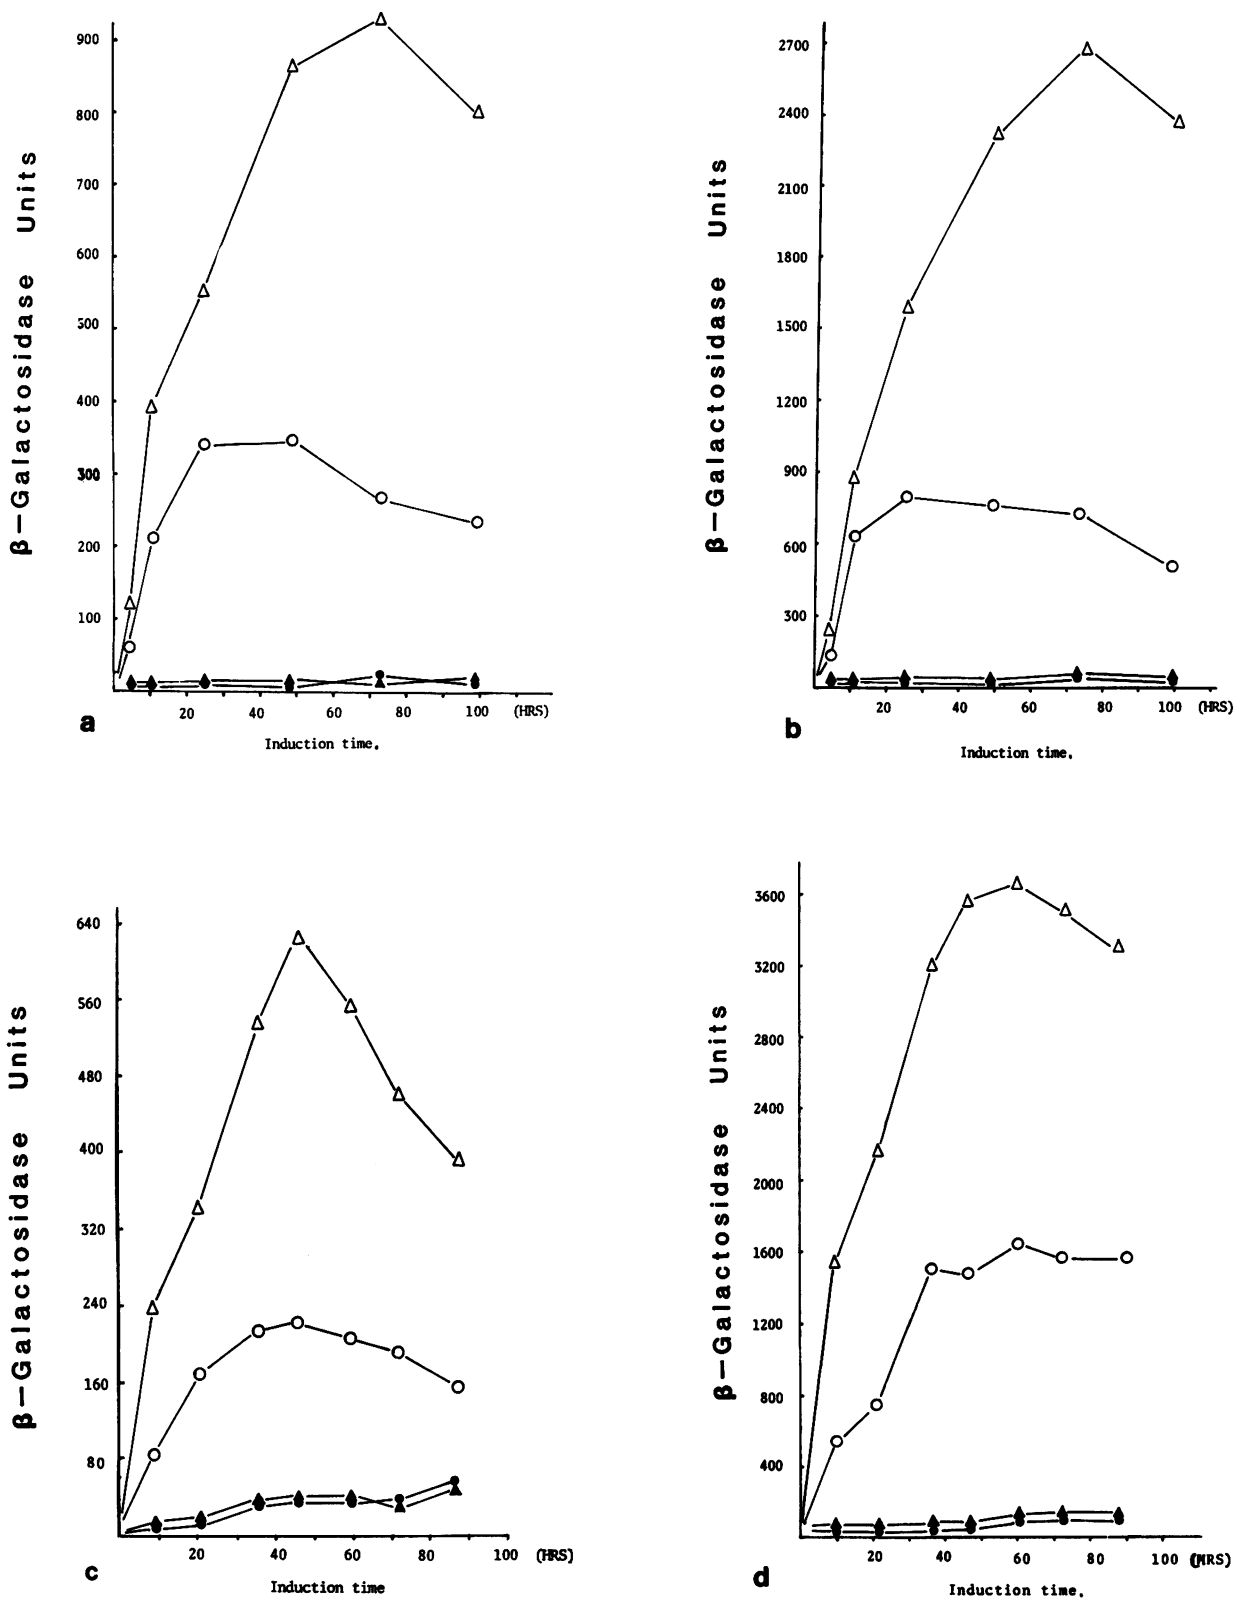 β-Galactosidase Units
900
800
700
600
500
400
300
200
100
20 40 60 80 100 (HRS)
a
Induction time.
β-Galactosidase Units
2700
2400
2100
1800
1500
1200
900
600
300
20 40 60 80 100 (HRS)
b
Induction time.
β-Galactosidase Units
640
560
480
400
320
240
160
80
20 40 60 80 100 (HRS)
c
Induction time
β-Galactosidase Units
3600
3200
2800
2400
2000
1600
1200
800
400
20 40 60 80 100 (HRS)
d
Induction time.